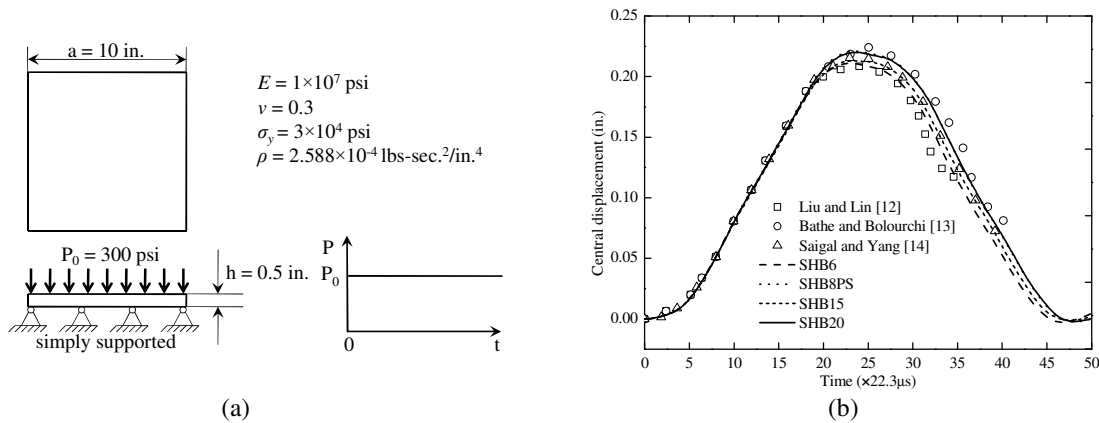 a = 10 in.
E = 1×10⁷ psi
ν = 0.3
σy = 3×10⁴ psi
ρ = 2.588×10⁻⁴ lbs-sec.²/in.⁴
P₀ = 300 psi
h = 0.5 in.
simply supported
P
P₀
0
t
(a)
0.25
0.20
0.15
0.10
0.05
0.00
Central displacement (in.)
Liu and Lin [12]
Bathe and Bolourchi [13]
Saigal and Yang [14]
SHB6
SHB8PS
SHB15
SHB20
0 5 10 15 20 25 30 35 40 45 50
Time (×22.3μs)
(b)